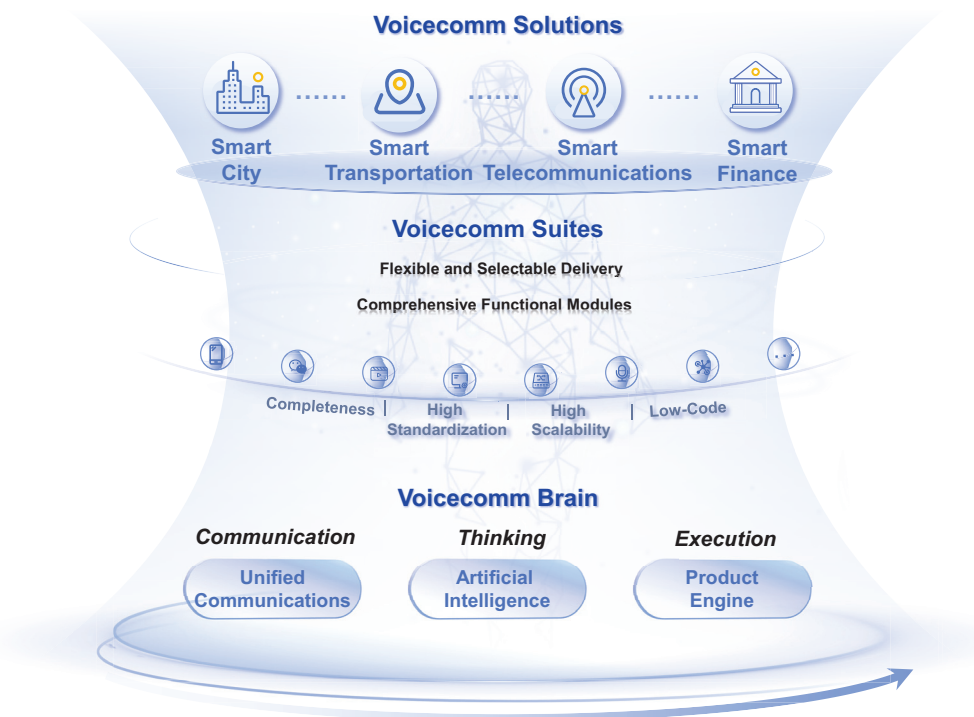 Voicecomm Solutions
......
......
......
Smart
City
Smart
Transportation
Smart
Telecommunications
Smart
Finance
Voicecomm Suites
Flexible and Selectable Delivery
Comprehensive Functional Modules
...
Completeness |
High
Standardization
|
High
Scalability
|
Low-Code
Voicecomm Brain
Communication
Thinking
Execution
Unified
Communications
Artificial
Intelligence
Product
Engine